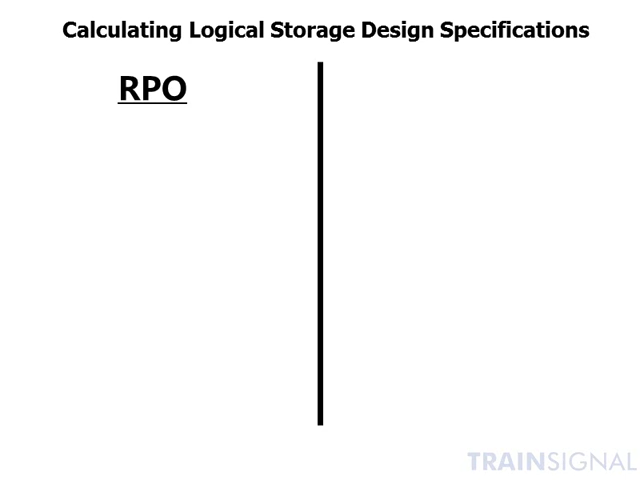 Calculating Logical Storage Design Specifications
RPO
TRAINSIGNAL